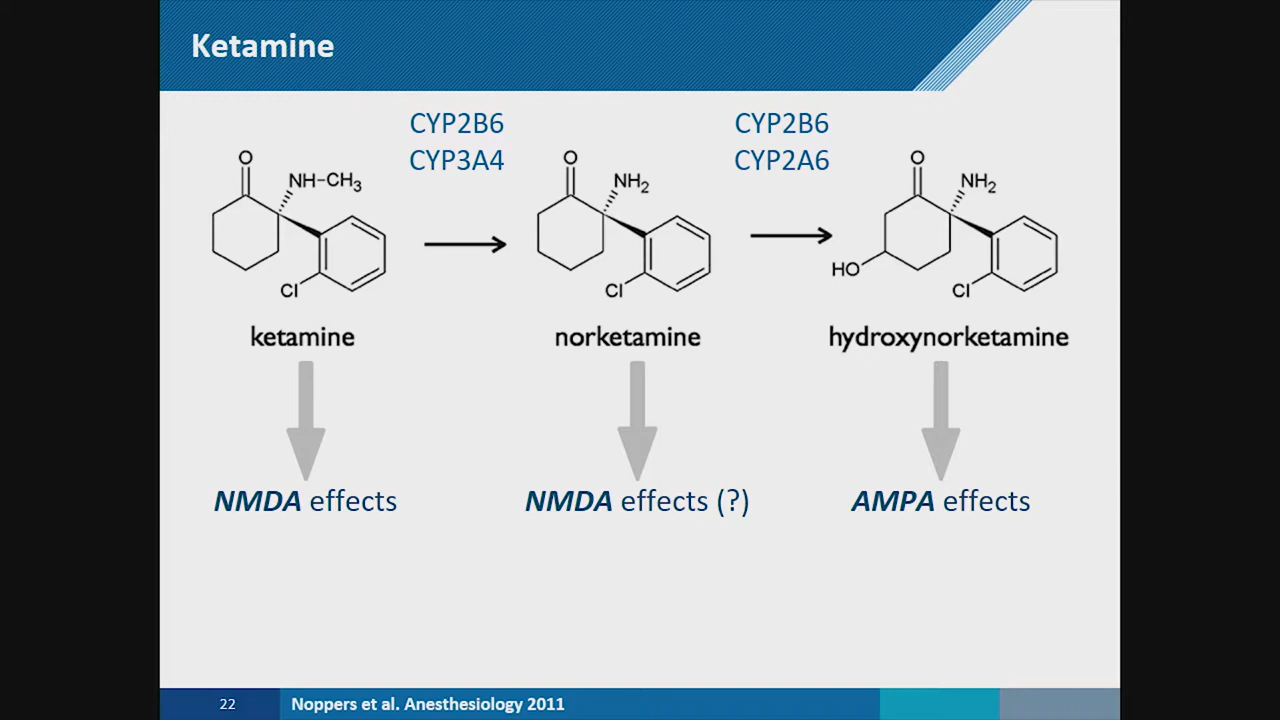 Ketamine
CYP2B6
CYP3A4
CYP2B6
CYP2A6
O
NH-CH₃
Cl
O
NH₂
Cl
O
NH₂
HO
Cl
ketamine
norketamine
hydroxynorketamine
NMDA effects
NMDA effects (?)
AMPA effects
22
Noppers et al. Anesthesiology 2011